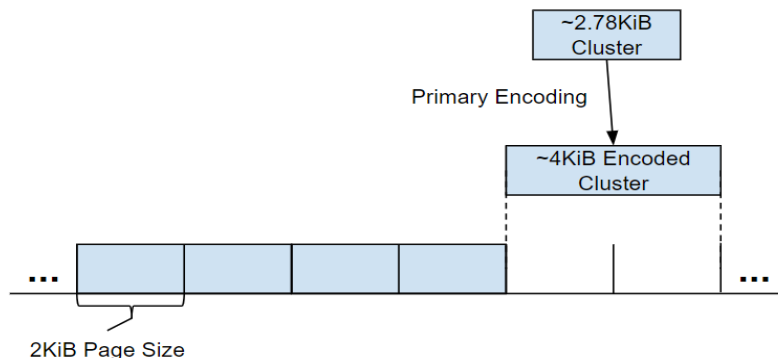 ~2.78KiB
Cluster
Primary Encoding
~4KiB Encoded
Cluster
...
...
2KiB Page Size